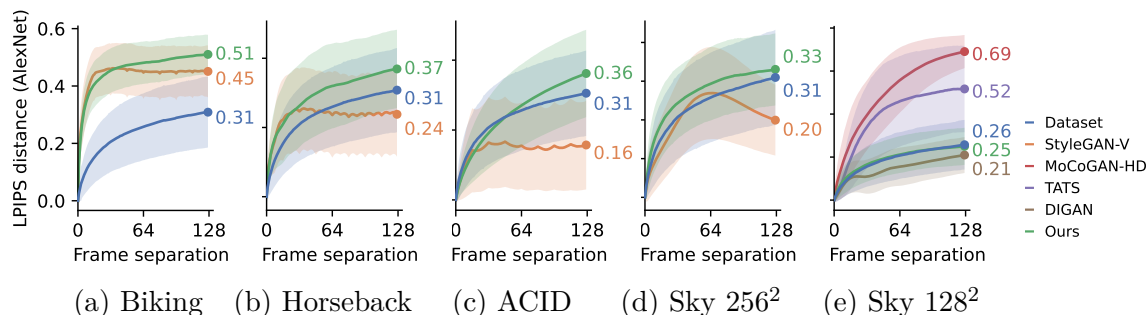 LPIPS distance (AlexNet)
0.6
0.4
0.2
0.0
0.51
0.45
0.31
0 64 128
Frame separation
(a) Biking
0.37
0.31
0.24
0 64 128
Frame separation
(b) Horseback
0.36
0.31
0.16
0 64 128
Frame separation
(c) ACID
0.33
0.31
0.20
0 64 128
Frame separation
(d) Sky 256²
0.69
0.52
0.26
0.25
0.21
0 64 128
Frame separation
(e) Sky 128²
Dataset
StyleGAN-V
MoCoGAN-HD
TATS
DIGAN
Ours